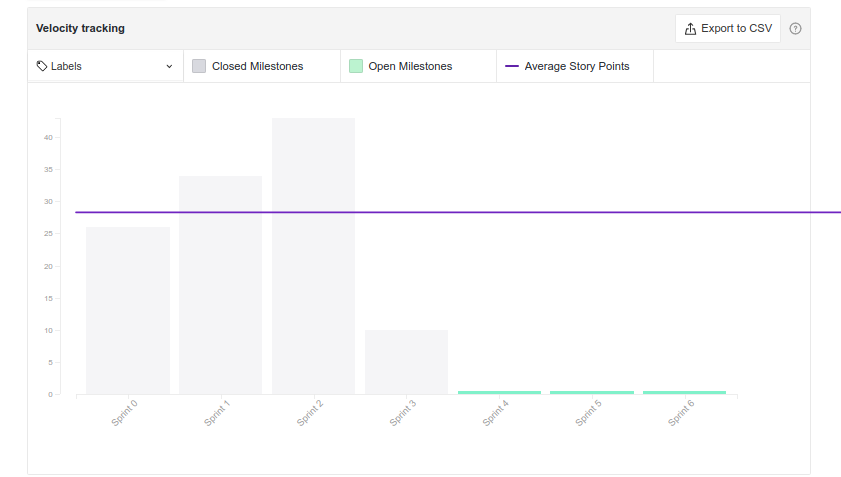 Velocity tracking
Export to CSV
Labels
Closed Milestones
Open Milestones
Average Story Points
40
35
30
25
20
15
10
5
0
Sprint 0
Sprint 1
Sprint 2
Sprint 3
Sprint 4
Sprint 5
Sprint 6